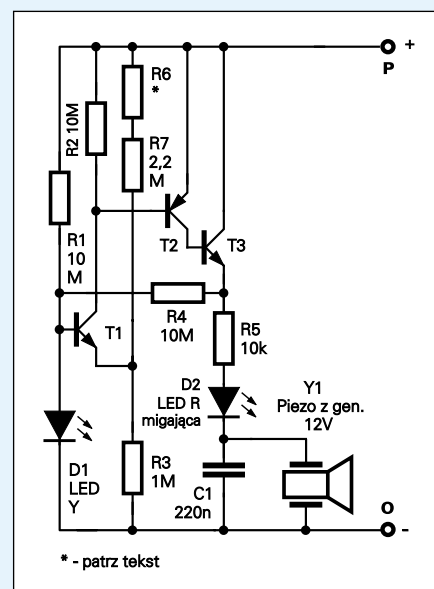 +
P
R6
*
R2 10M
R7
2,2
M
R1
10
M
T2
T3
T1
R4
10M
R5
10k
D2
LED R
migająca
Y1
Piezo z gen.
12V
D1
LED
Y
R3
1M
C1
220n
O
-
* - patrz tekst